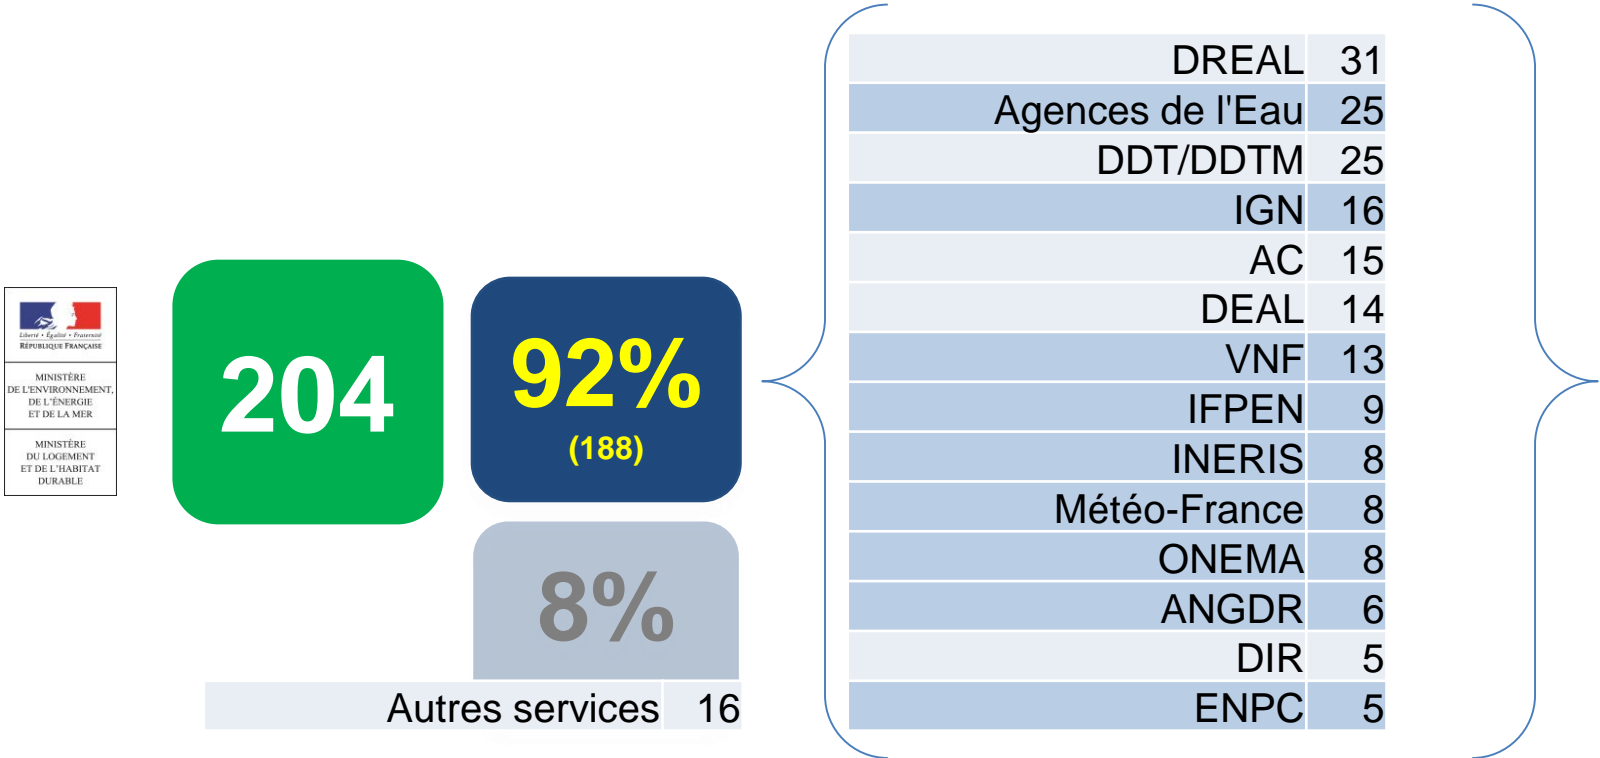 Liberté • Égalité • Fraternité
RÉPUBLIQUE FRANÇAISE
MINISTÈRE
DE L'ENVIRONNEMENT,
DE L'ÉNERGIE
ET DE LA MER
MINISTÈRE
DU LOGEMENT
ET DE L'HABITAT
DURABLE
204
92%
(188)
8%
Autres services 16
DREAL 31
Agences de l'Eau 25
DDT/DDTM 25
IGN 16
AC 15
DEAL 14
VNF 13
IFPEN 9
INERIS 8
Météo-France 8
ONEMA 8
ANGDR 6
DIR 5
ENPC 5